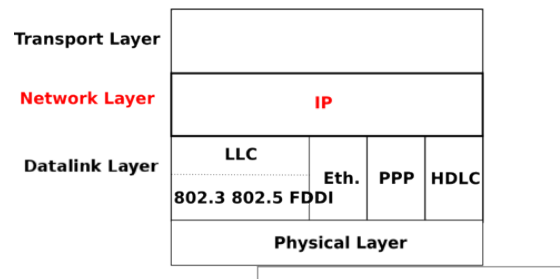 Transport Layer
Network Layer IP
LLC
Datalink Layer Eth. PPP HDLC
802.3 802.5 FDDI
Physical Layer